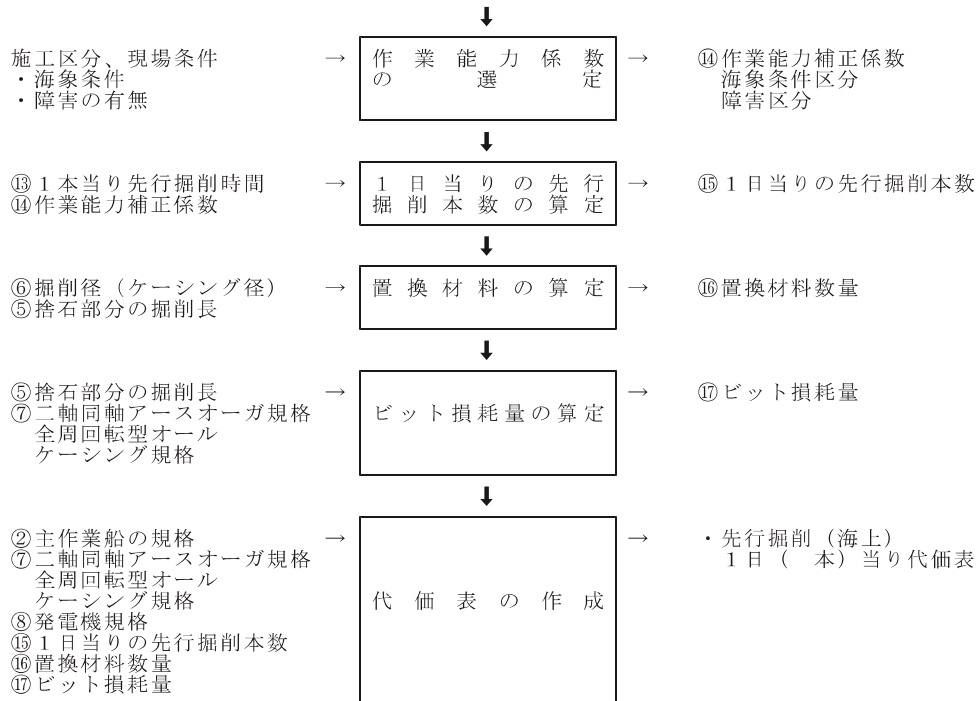 ⬇
施工区分、現場条件 → 作業能力係数 → ⑭作業能力補正係数
・海象条件 の選定 海象条件区分
・障害の有無 障害区分
⬇
⑬１本当り先行掘削時間 → １日当りの先行 → ⑮１日当りの先行掘削本数
⑭作業能力補正係数 掘削本数の算定
⬇
⑥掘削径（ケーシング径） → 置換材料の算定 → ⑯置換材料数量
⑤捨石部分の掘削長
⬇
⑤捨石部分の掘削長 → → ⑰ビット損耗量
⑦二軸同軸アースオーガ規格 ビット損耗量の算定
全周回転型オール
ケーシング規格
⬇
②主作業船の規格 → → ・先行掘削（海上）
⑦二軸同軸アースオーガ規格 １日（　本）当り代価表
全周回転型オール
ケーシング規格 代価表の作成
⑧発電機規格
⑮１日当りの先行掘削本数
⑯置換材料数量
⑰ビット損耗量